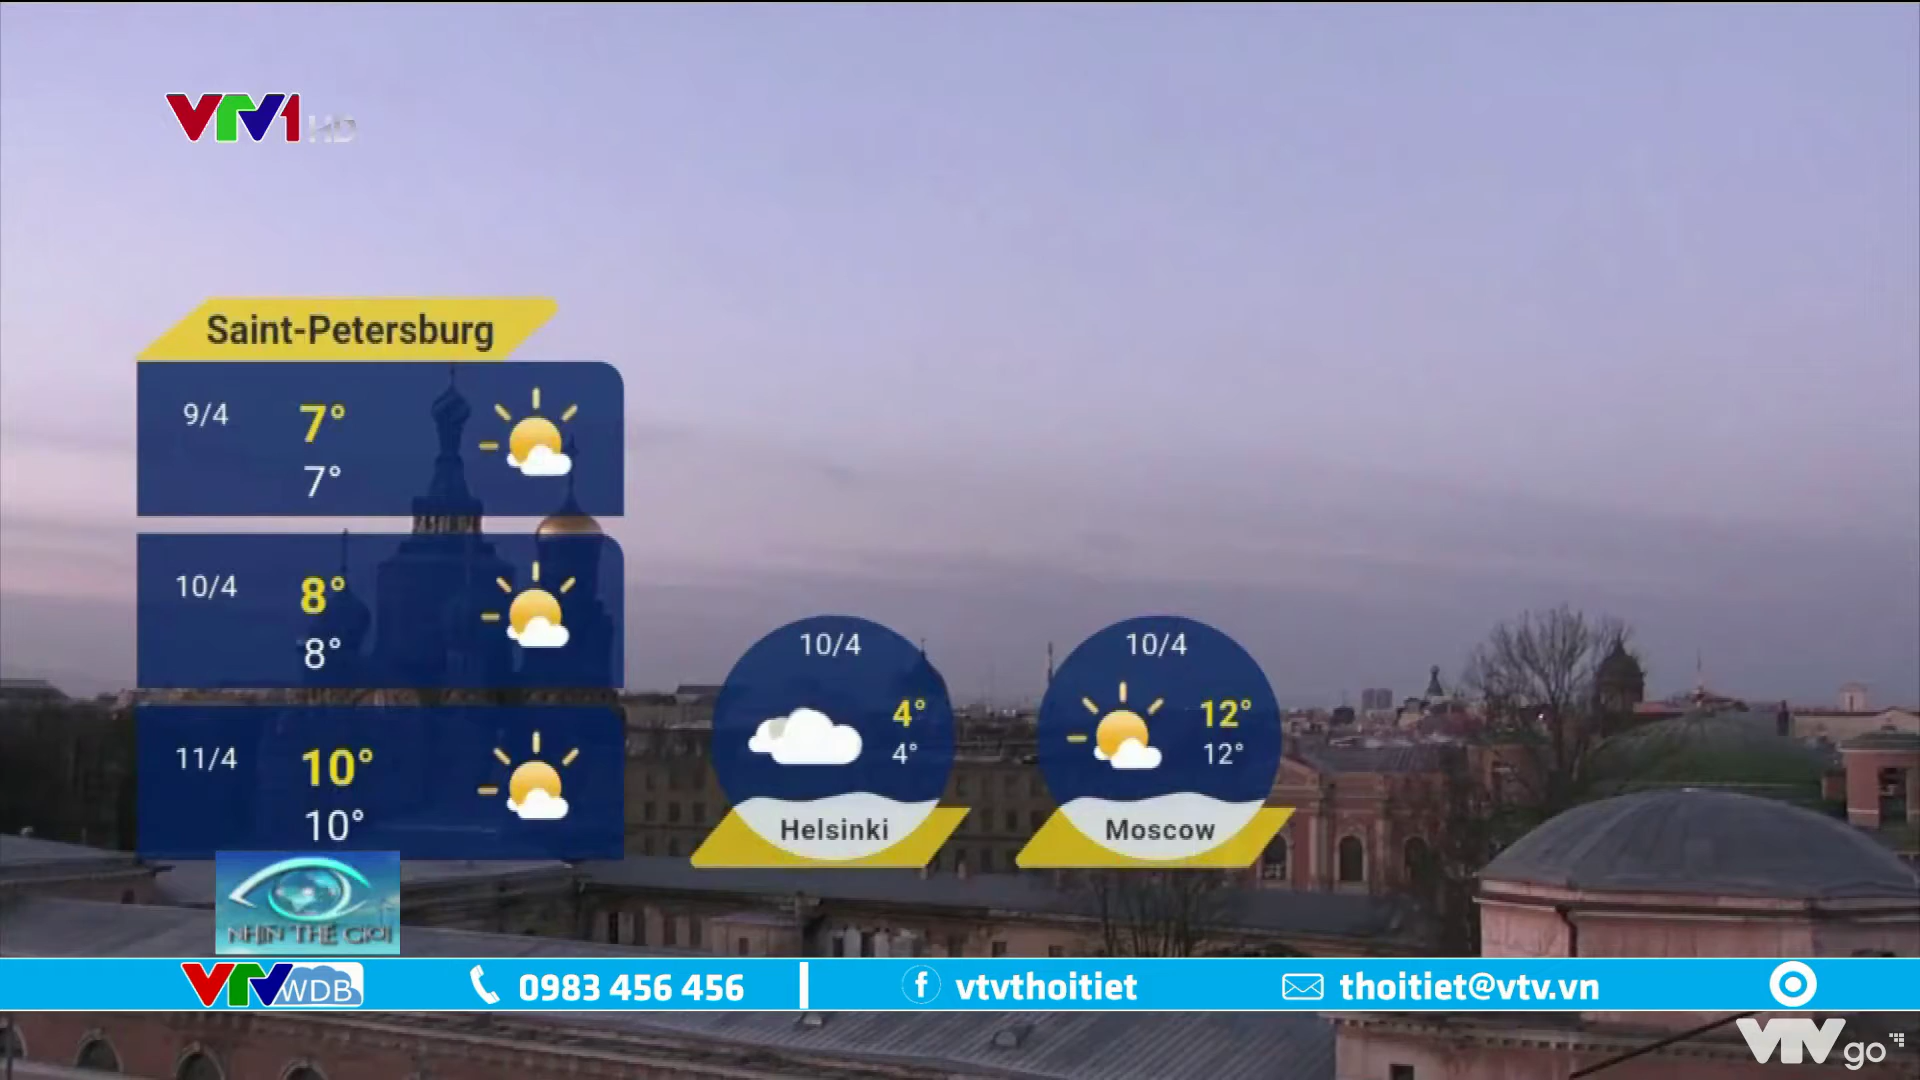 VTV1 HD
Saint-Petersburg
9/4 7°
7°
10/4 8°
8°
11/4 10°
10°
10/4
4°
4°
Helsinki
10/4
12°
12°
Moscow
NHÌN THẾ GIỚI
VTV WDB 0983 456 456 vtvthoitiet thoitiet@vtv.vn
VTV go